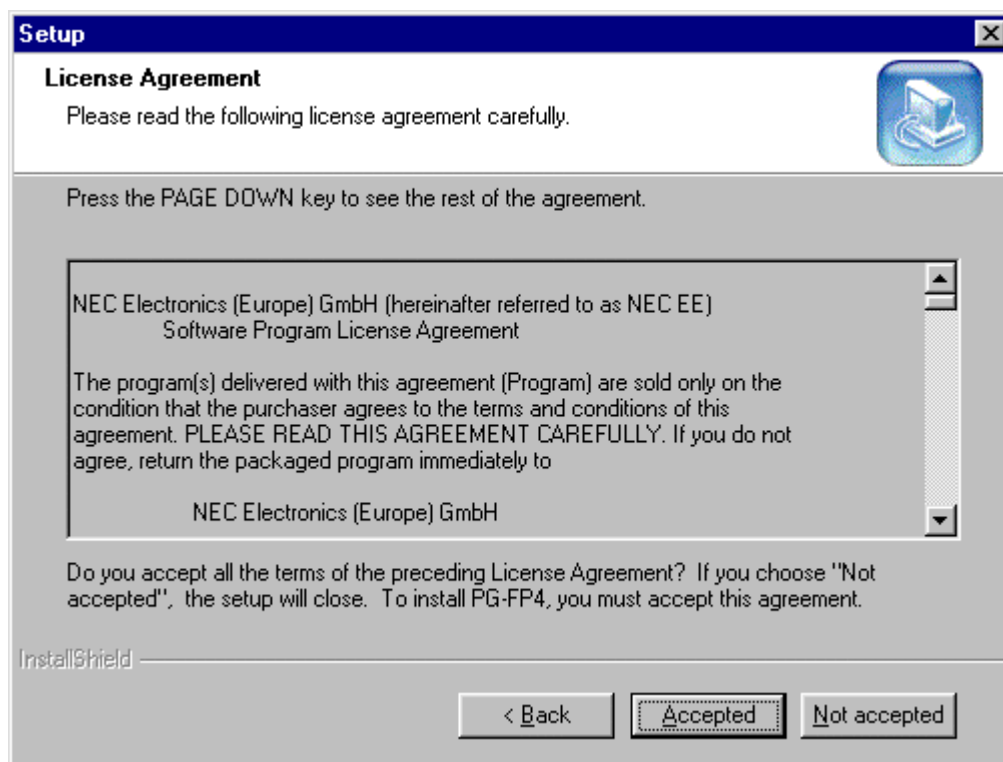 Setup
License Agreement
Please read the following license agreement carefully.
Press the PAGE DOWN key to see the rest of the agreement.
NEC Electronics (Europe) GmbH (hereinafter referred to as NEC EE)
Software Program License Agreement
The program(s) delivered with this agreement (Program) are sold only on the
condition that the purchaser agrees to the terms and conditions of this
agreement. PLEASE READ THIS AGREEMENT CAREFULLY. If you do not
agree, return the packaged program immediately to
NEC Electronics (Europe) GmbH
Do you accept all the terms of the preceding License Agreement?  If you choose "Not
accepted",  the setup will close.  To install PG-FP4, you must accept this agreement.
InstallShield
< Back
Accepted
Not accepted